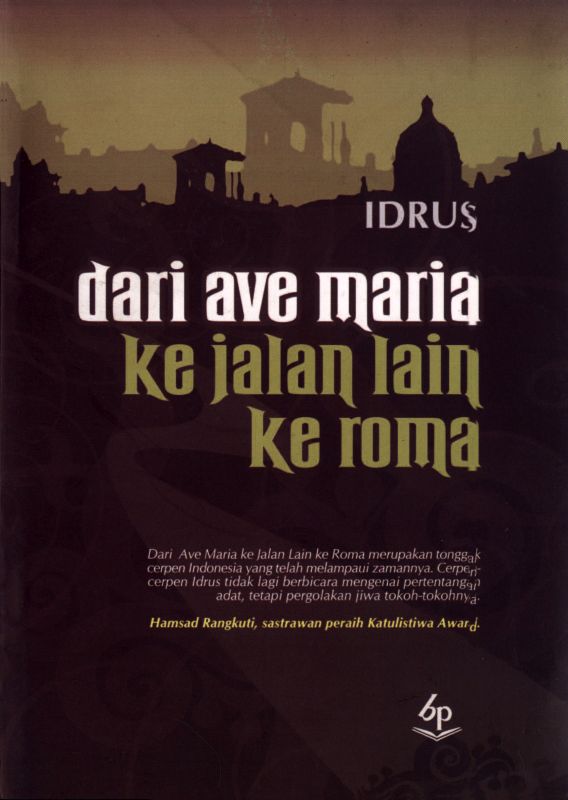 IDRUS
dari ave maria
ke jalan lain
ke roma
Dari Ave Maria ke Jalan Lain ke Roma merupakan tonggak
cerpen Indonesia yang telah melampaui zamannya. Cerpen-
cerpen Idrus tidak lagi berbicara mengenai pertentangan
adat, tetapi pergolakan jiwa tokoh-tokohnya.
Hamsad Rangkuti, sastrawan peraih Katulistiwa Award.
bp